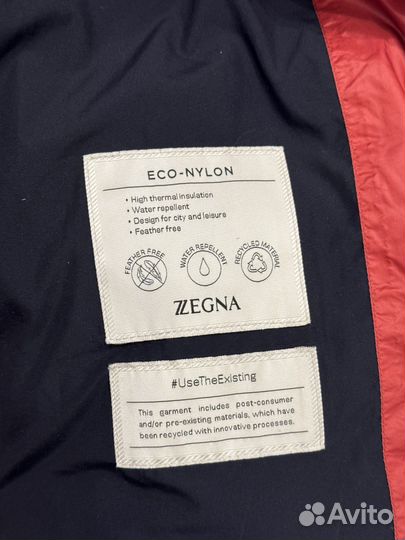 ECO-NYLON
• High thermal insulation
• Water repellent
• Design for city and leisure
• Feather free
FEATHER FREE
WATER REPELLENT
RECYCLED MATERIAL
ZZEGNA
#UseTheExisting
This garment includes post-consumer
and/or pre-existing materials, which have
been recycled with innovative processes.
Avito